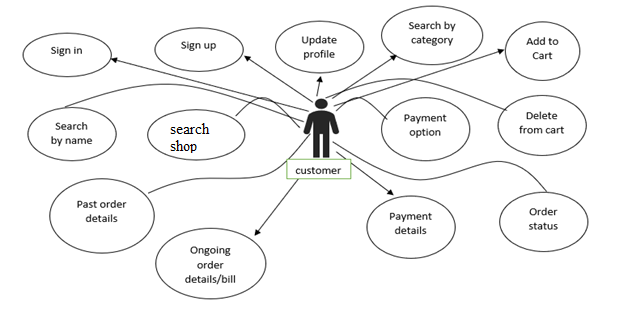 Sign in
Sign up
Update
profile
Search by
category
Add to
Cart
Search
by name
search
shop
Payment
option
Delete
from cart
customer
Past order
details
Ongoing
order
details/bill
Payment
details
Order
status